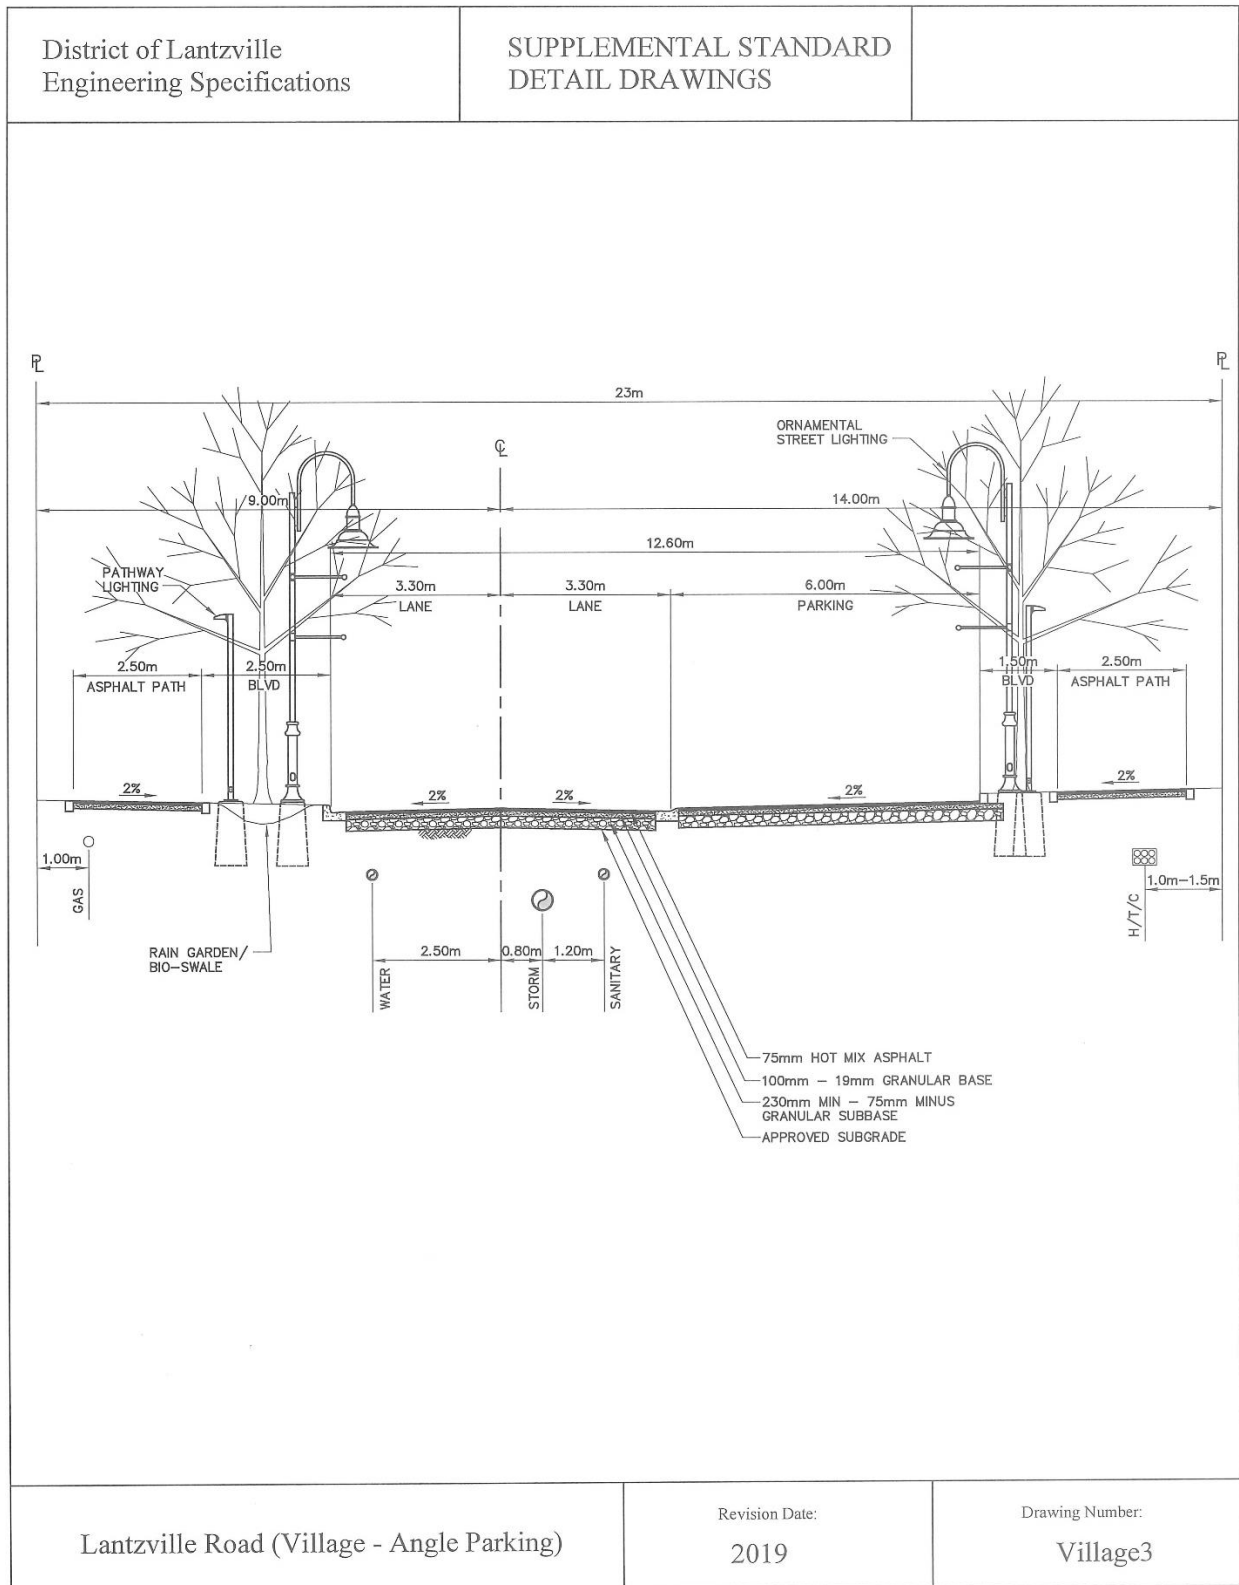 District of Lantzville
Engineering Specifications
SUPPLEMENTAL STANDARD
DETAIL DRAWINGS
PL
PL
23m
CL
ORNAMENTAL
STREET LIGHTING
9.00m
14.00m
12.60m
PATHWAY
LIGHTING
3.30m
LANE
3.30m
LANE
6.00m
PARKING
2.50m
ASPHALT PATH
2.50m
BLVD
1.50m
BLVD
2.50m
ASPHALT PATH
2%
2%
2%
2%
2%
1.00m
GAS
1.0m-1.5m
H/T/C
RAIN GARDEN/
BIO-SWALE
2.50m
0.80m
1.20m
WATER
STORM
SANITARY
75mm HOT MIX ASPHALT
100mm - 19mm GRANULAR BASE
230mm MIN - 75mm MINUS
GRANULAR SUBBASE
APPROVED SUBGRADE
Lantzville Road (Village - Angle Parking)
Revision Date:
2019
Drawing Number:
Village3